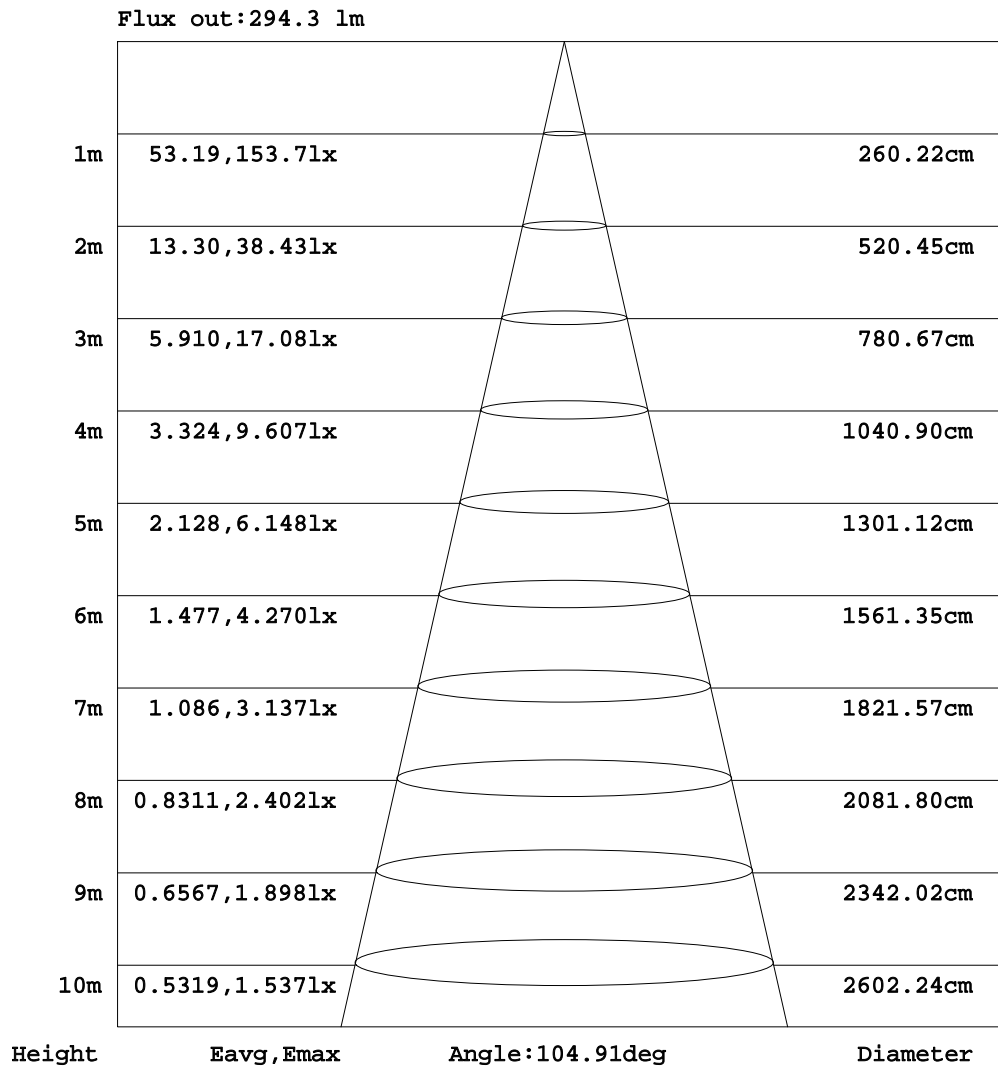 Flux out:294.3 lm
1m 53.19,153.7lx 260.22cm
2m 13.30,38.43lx 520.45cm
3m 5.910,17.08lx 780.67cm
4m 3.324,9.607lx 1040.90cm
5m 2.128,6.148lx 1301.12cm
6m 1.477,4.270lx 1561.35cm
7m 1.086,3.137lx 1821.57cm
8m 0.8311,2.402lx 2081.80cm
9m 0.6567,1.898lx 2342.02cm
10m 0.5319,1.537lx 2602.24cm
Height Eavg,Emax Angle:104.91deg Diameter